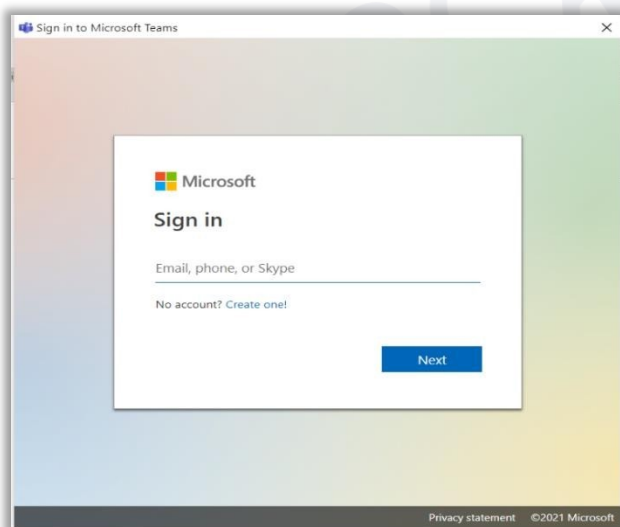 Sign in to Microsoft Teams
Microsoft
Sign in
Email, phone, or Skype
No account? Create one!
Next
Privacy statement ©2021 Microsoft